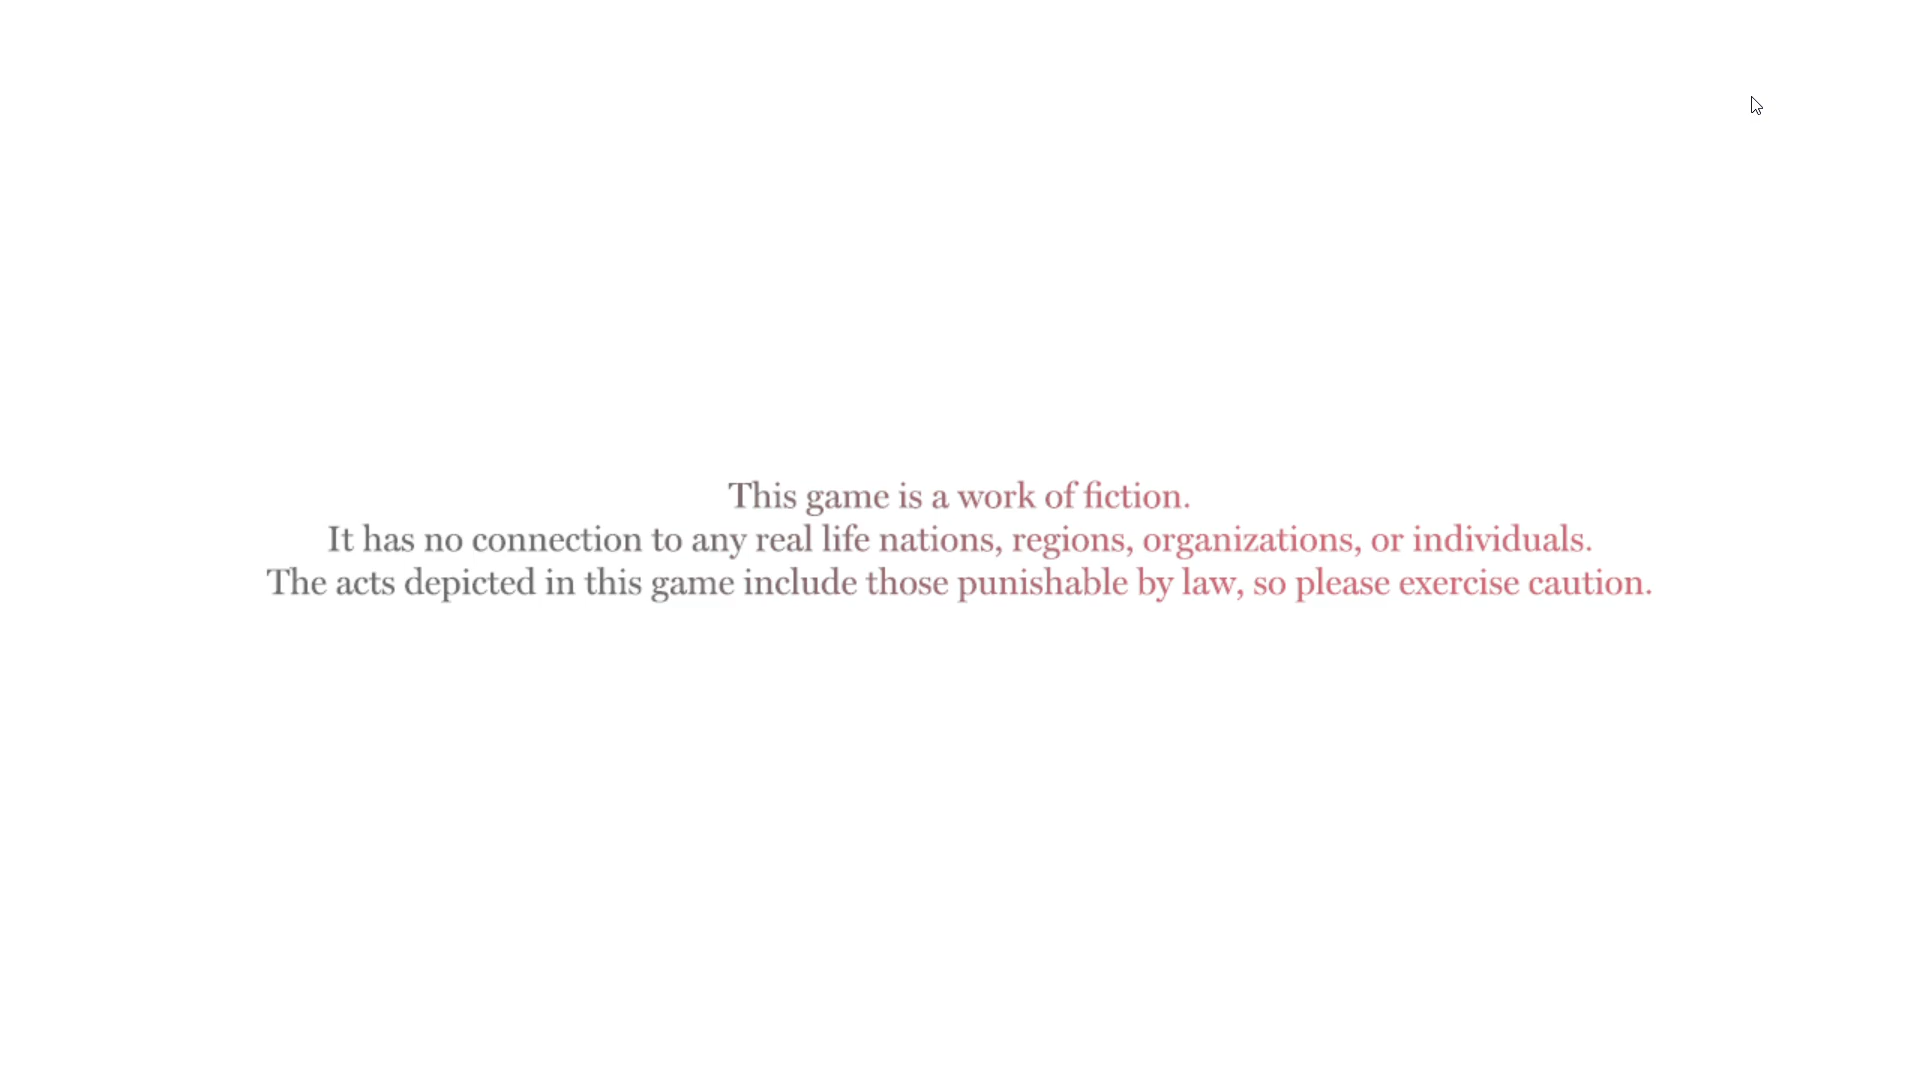 This game is a work of fiction.
It has no connection to any real life nations, regions, organizations, or individuals.
The acts depicted in this game include those punishable by law, so please exercise caution.